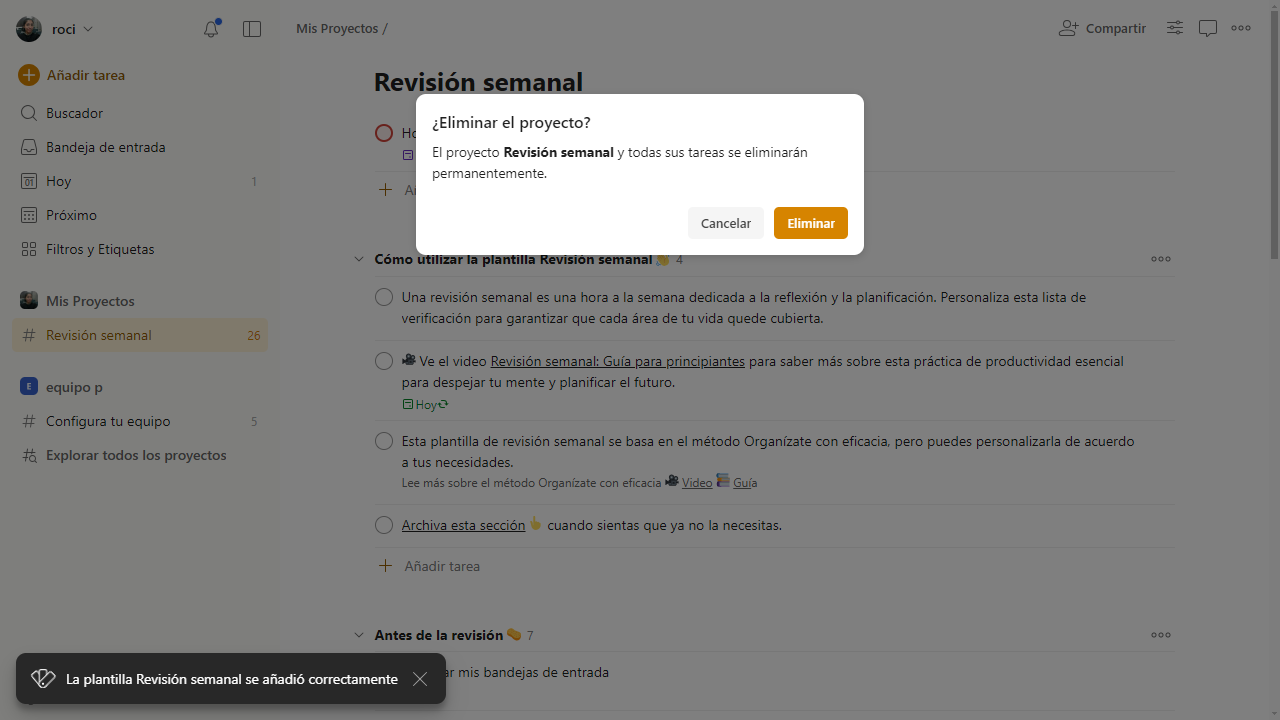 roci
Añadir tarea
Buscador
Bandeja de entrada
Hoy 1
Próximo
Filtros y Etiquetas
Mis Proyectos
Revisión semanal 26
E equipo p
Configura tu equipo 5
Explorar todos los proyectos
Mis Proyectos /
Compartir
Revisión semanal
¿Eliminar el proyecto?
El proyecto Revisión semanal y todas sus tareas se eliminarán
permanentemente.
Cancelar
Eliminar
Cómo utilizar la plantilla Revisión semanal 👋 4
Una revisión semanal es una hora a la semana dedicada a la reflexión y la planificación. Personaliza esta lista de
verificación para garantizar que cada área de tu vida quede cubierta.
🎥 Ve el video Revisión semanal: Guía para principiantes para saber más sobre esta práctica de productividad esencial
para despejar tu mente y planificar el futuro.
Hoy
Esta plantilla de revisión semanal se basa en el método Organízate con eficacia, pero puedes personalizarla de acuerdo
a tus necesidades.
Lee más sobre el método Organízate con eficacia 🎥 Video 📚 Guía
Archiva esta sección 👆 cuando sientas que ya no la necesitas.
Añadir tarea
Antes de la revisión 7
mis bandejas de entrada
La plantilla Revisión semanal se añadió correctamente